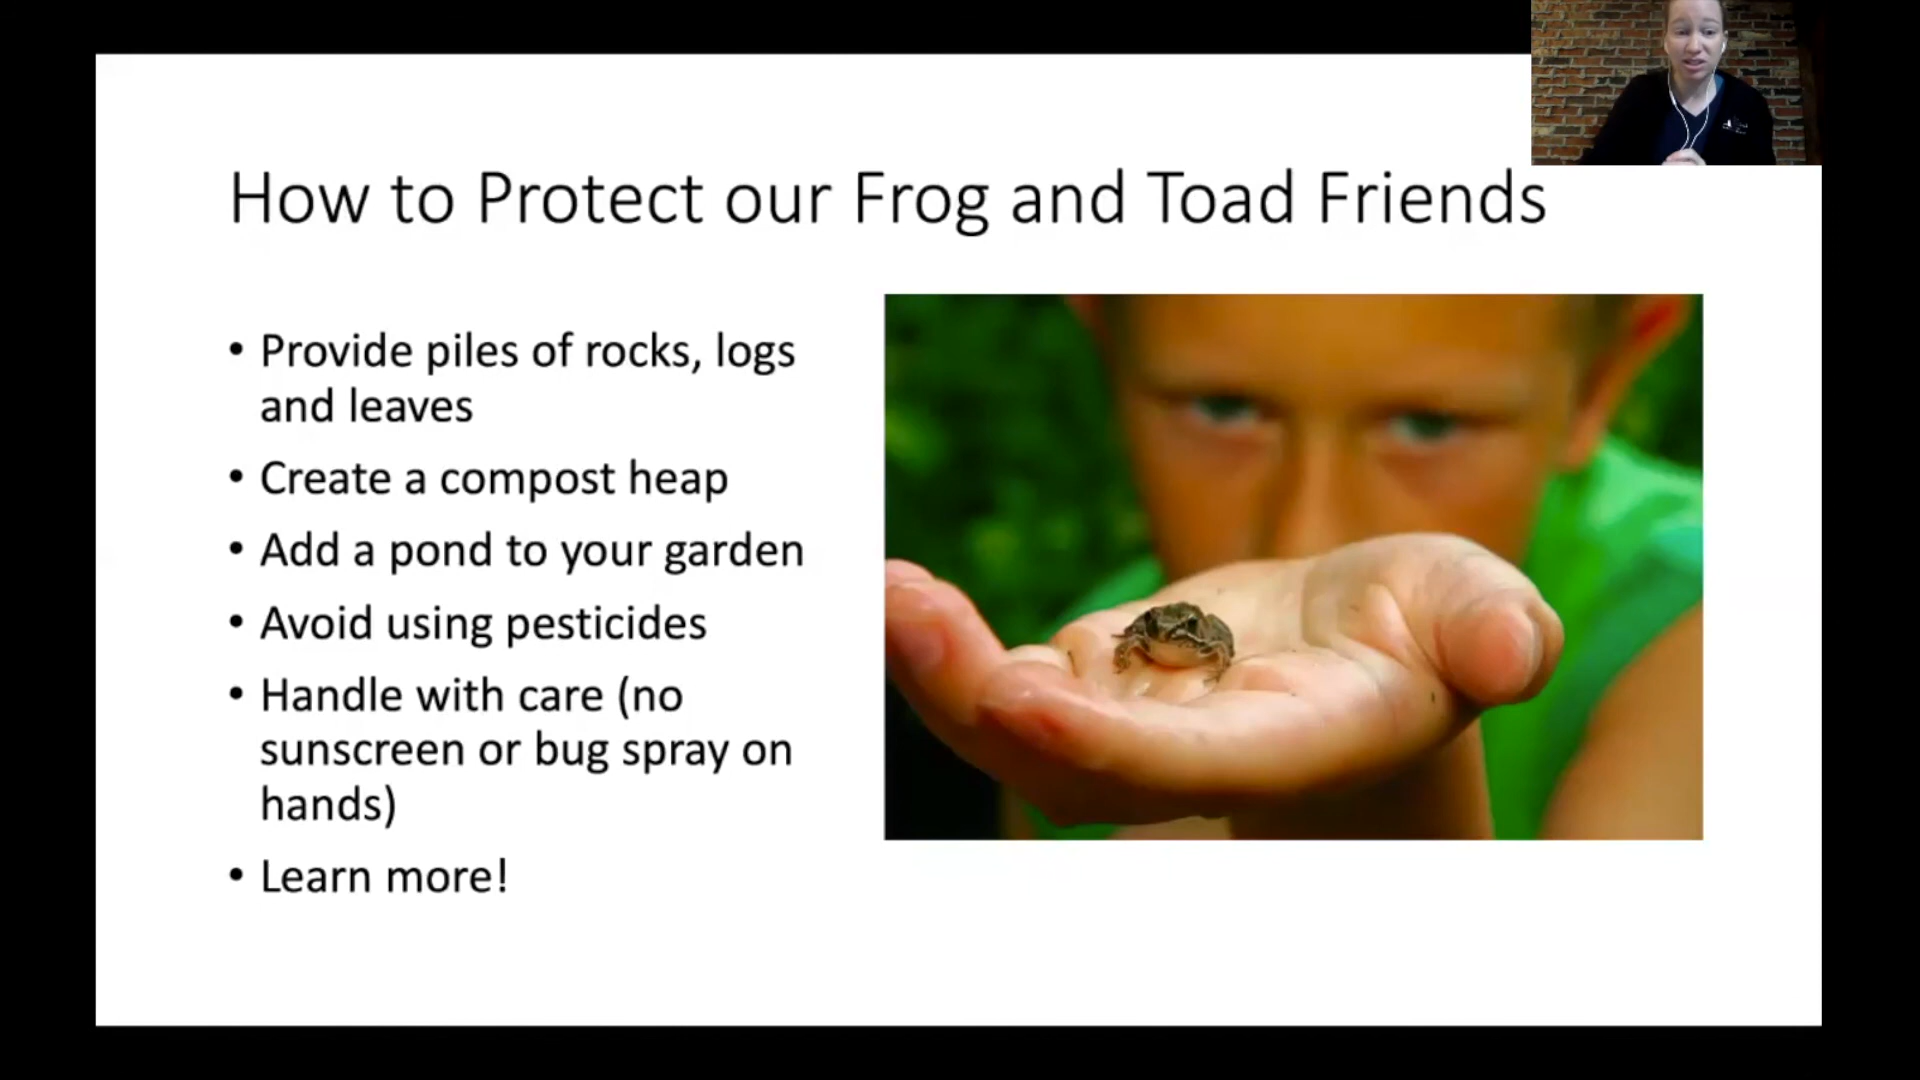 How to Protect our Frog and Toad Friends
• Provide piles of rocks, logs
and leaves
• Create a compost heap
• Add a pond to your garden
• Avoid using pesticides
• Handle with care (no
sunscreen or bug spray on
hands)
• Learn more!